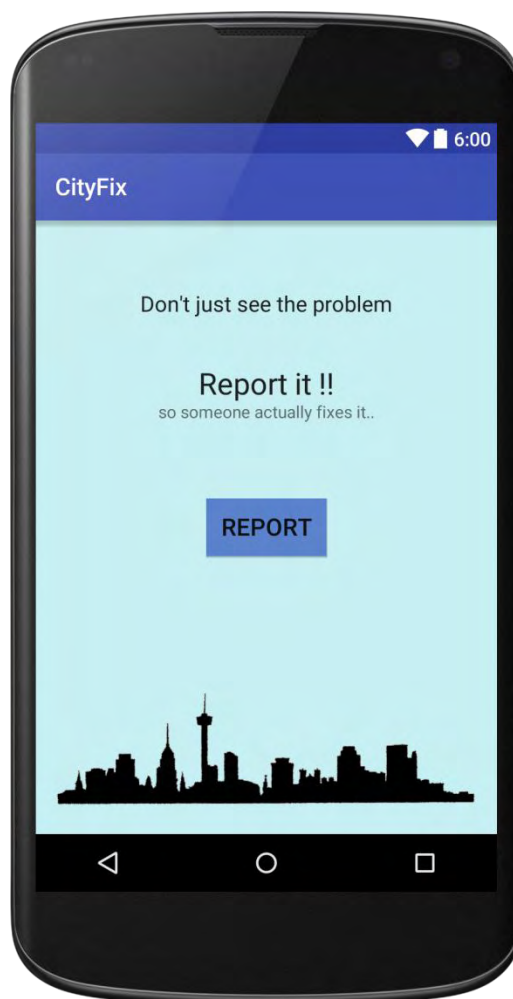 6:00
CityFix
Don't just see the problem
Report it !!
so someone actually fixes it..
REPORT